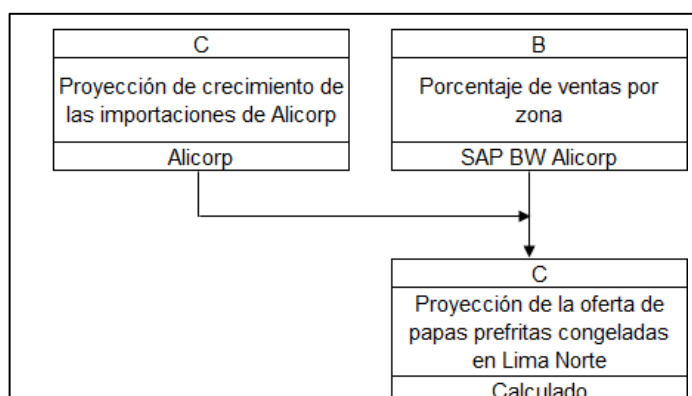 C
Proyección de crecimiento de
las importaciones de Alicorp
Alicorp
B
Porcentaje de ventas por
zona
SAP BW Alicorp
C
Proyección de la oferta de
papas prefritas congeladas
en Lima Norte
Calculado